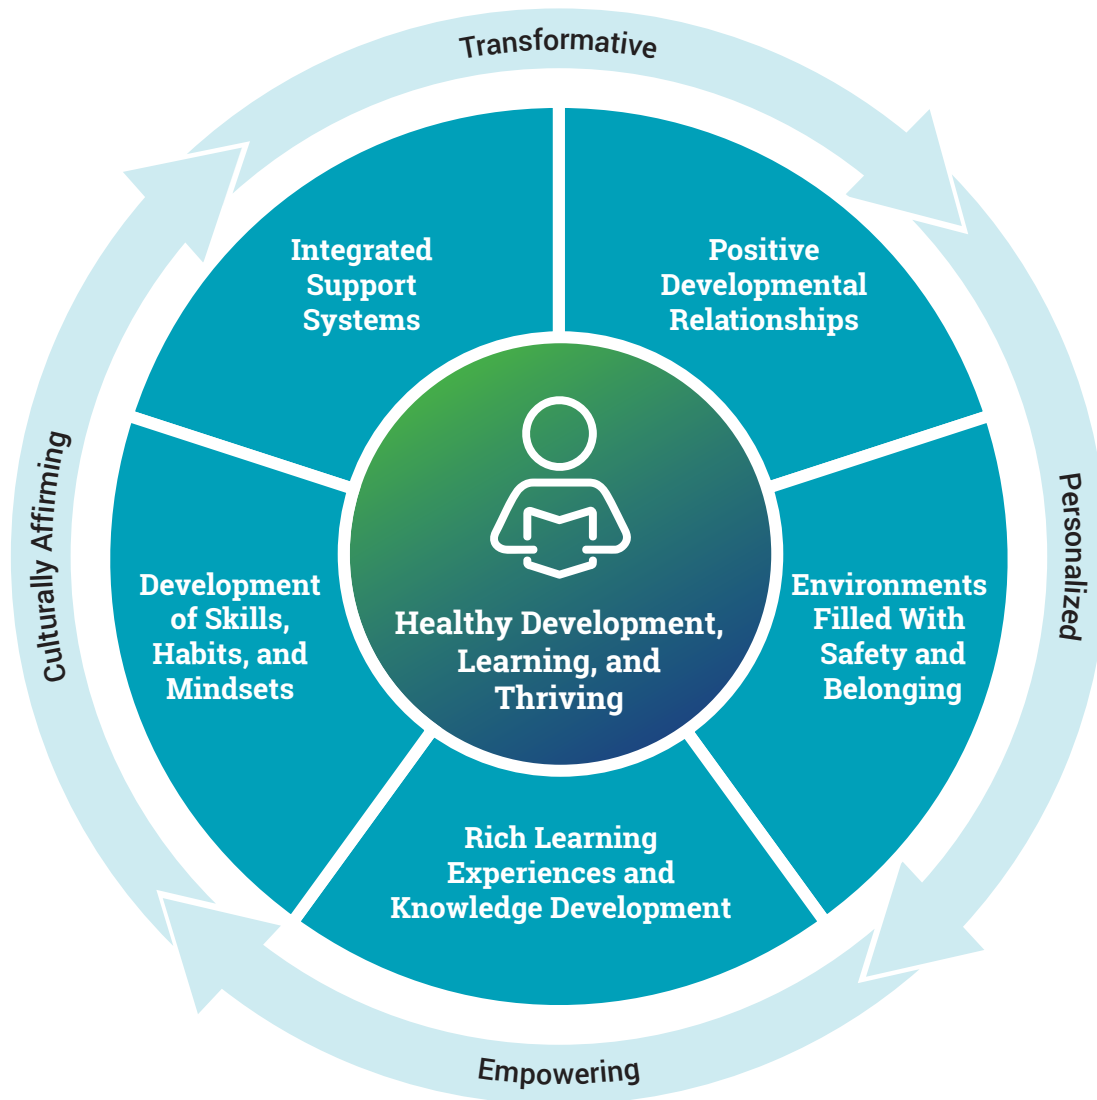 Transformative
Integrated
Support
Systems
Positive
Developmental
Relationships
Culturally Affirming
Personalized
Development
of Skills,
Habits, and
Mindsets
Healthy Development,
Learning, and
Thriving
Environments
Filled With
Safety and
Belonging
Rich Learning
Experiences and
Knowledge Development
Empowering